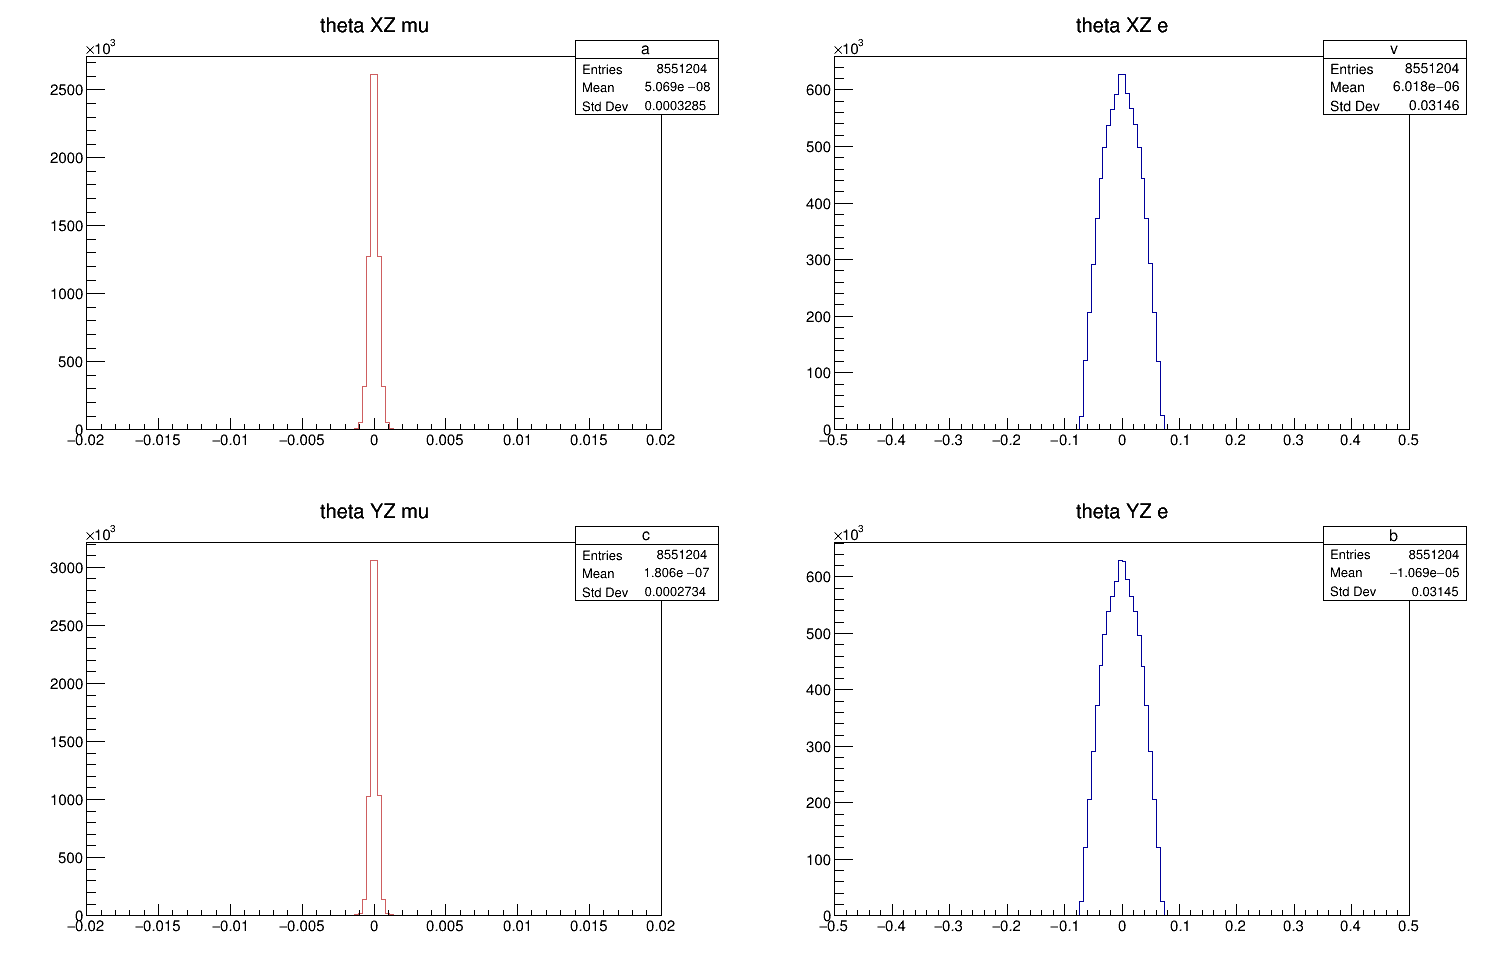 theta XZ mu
×10³
a
Entries 8551204
Mean 5.069e−08
Std Dev 0.0003285
2500
2000
1500
1000
500
0
−0.02 −0.015 −0.01 −0.005 0 0.005 0.01 0.015 0.02
theta XZ e
×10³
v
Entries 8551204
Mean 6.018e−06
Std Dev 0.03146
600
500
400
300
200
100
0
−0.5 −0.4 −0.3 −0.2 −0.1 0 0.1 0.2 0.3 0.4 0.5
theta YZ mu
×10³
c
Entries 8551204
Mean 1.806e−07
Std Dev 0.0002734
3000
2500
2000
1500
1000
500
0
−0.02 −0.015 −0.01 −0.005 0 0.005 0.01 0.015 0.02
theta YZ e
×10³
b
Entries 8551204
Mean −1.069e−05
Std Dev 0.03145
600
500
400
300
200
100
0
−0.5 −0.4 −0.3 −0.2 −0.1 0 0.1 0.2 0.3 0.4 0.5